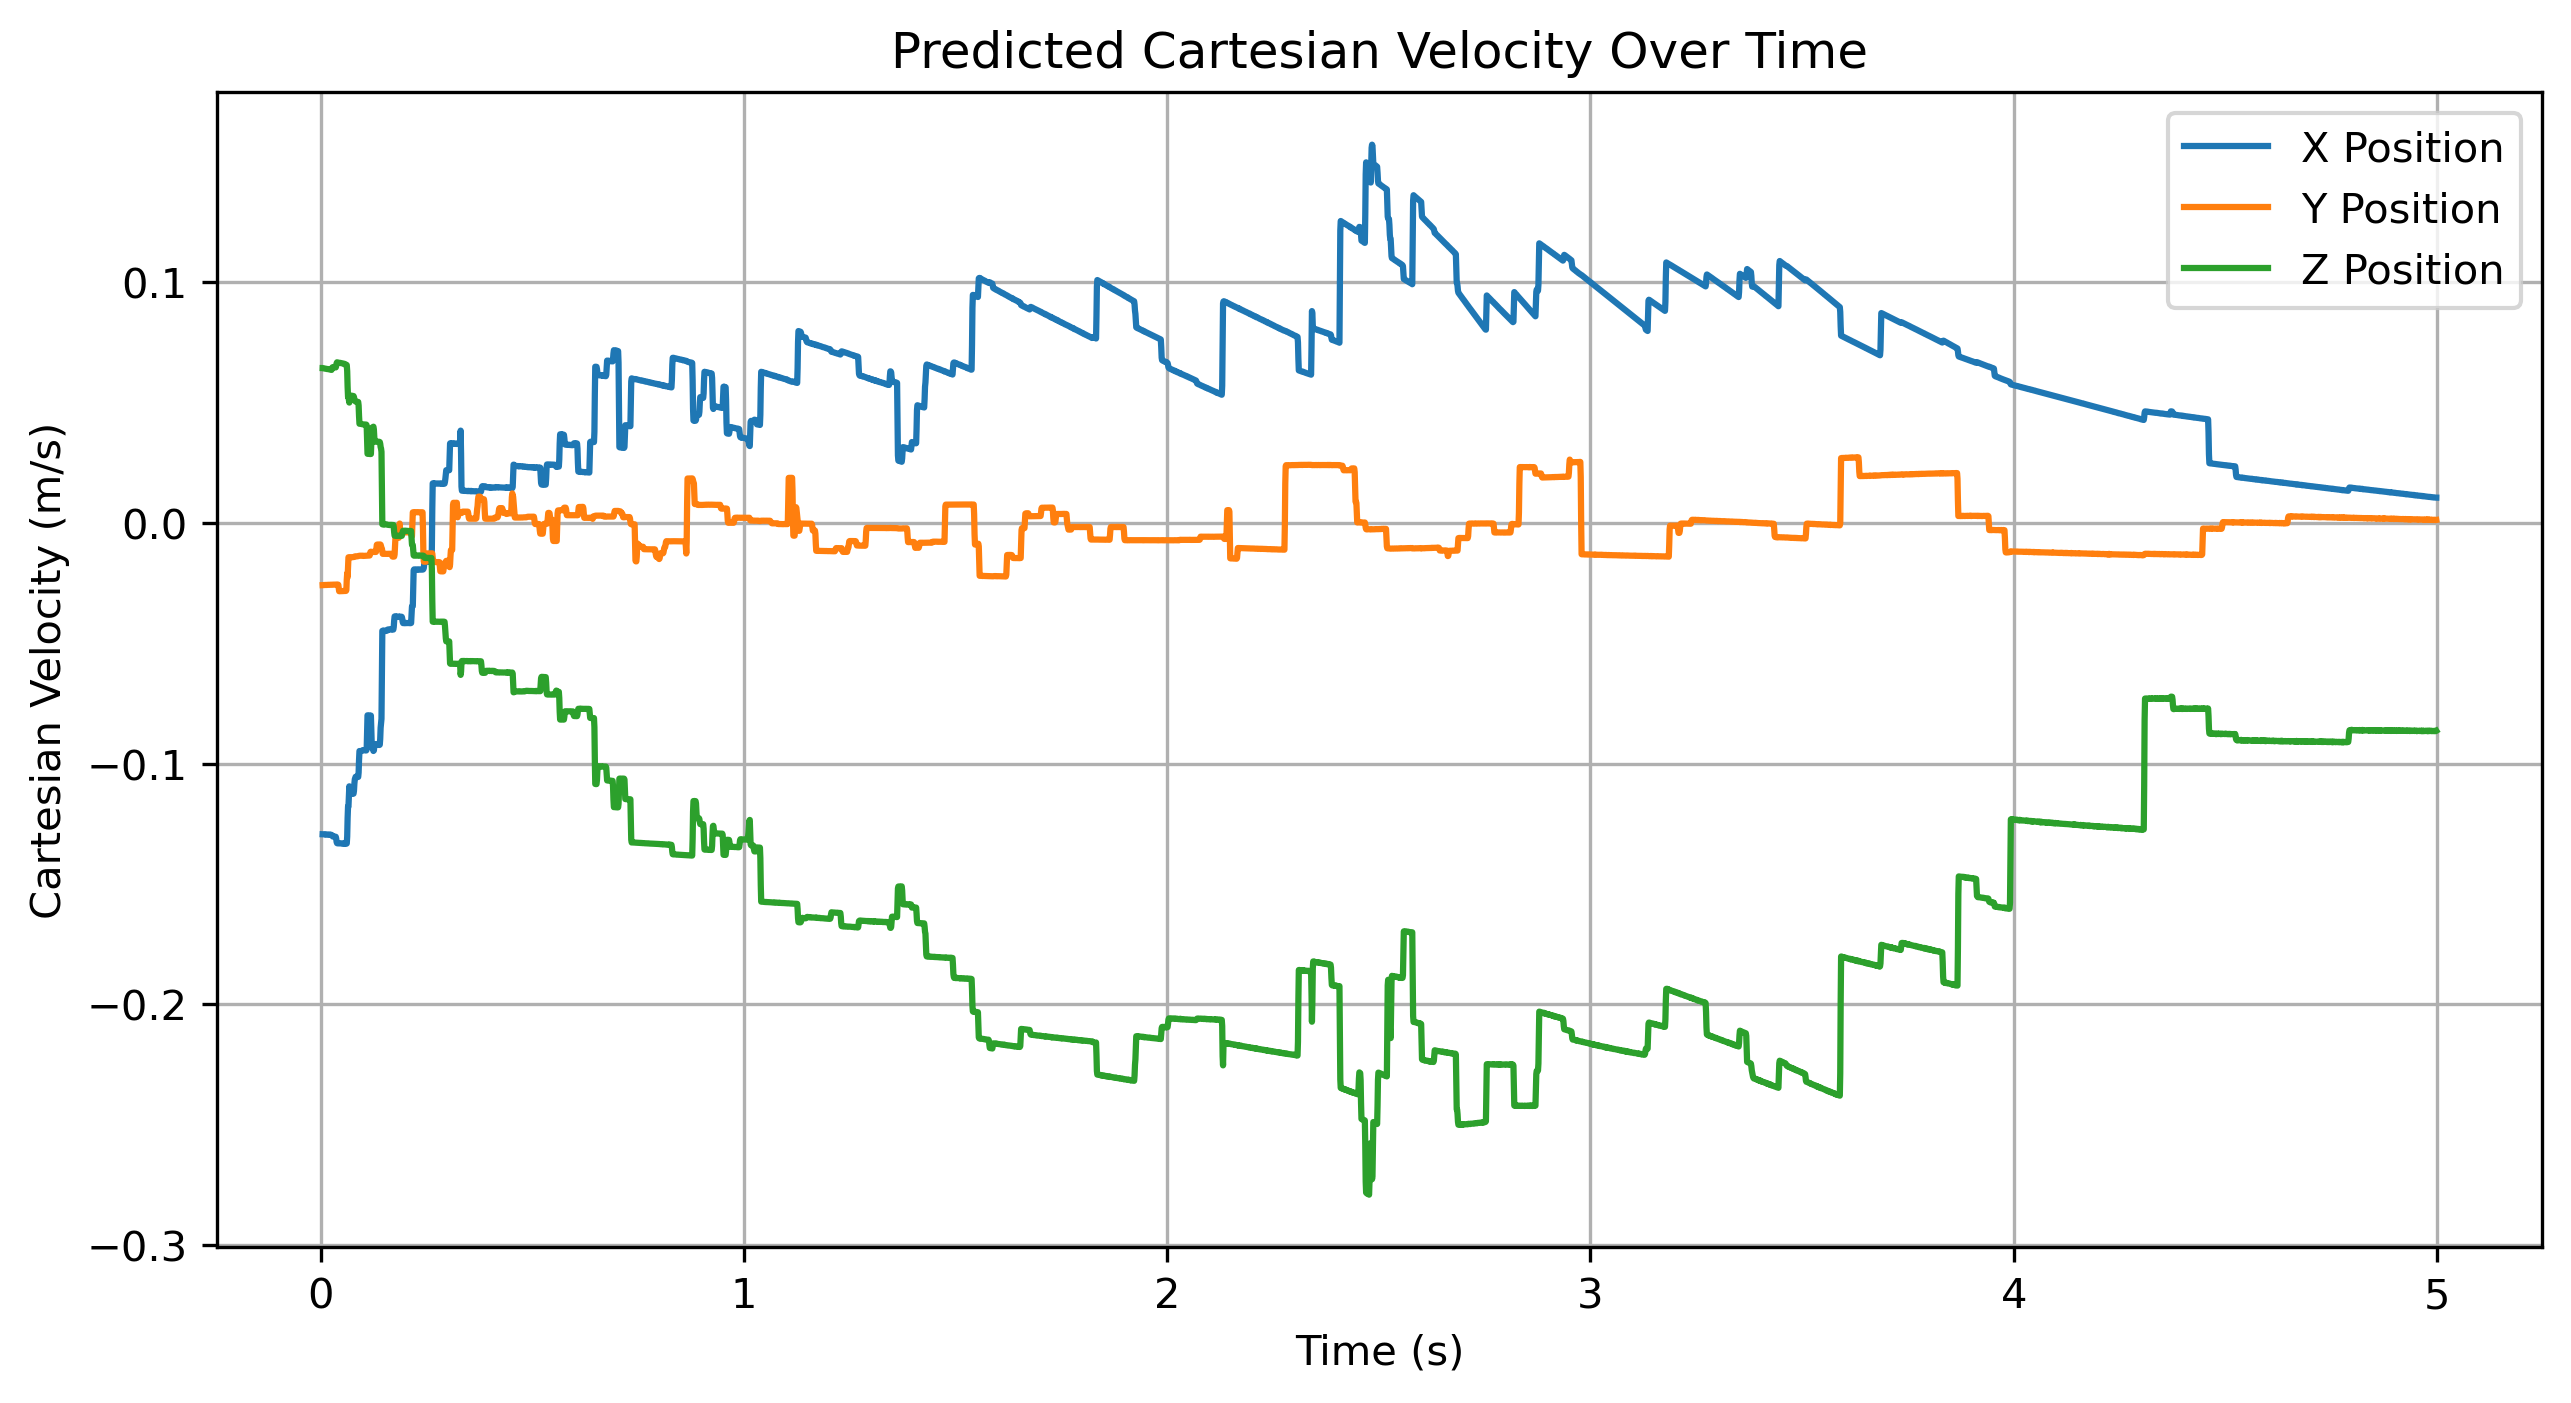 Predicted Cartesian Velocity Over Time
X Position
Y Position
Z Position
Cartesian Velocity (m/s)
0.1
0.0
−0.1
−0.2
−0.3
0 1 2 3 4 5
Time (s)